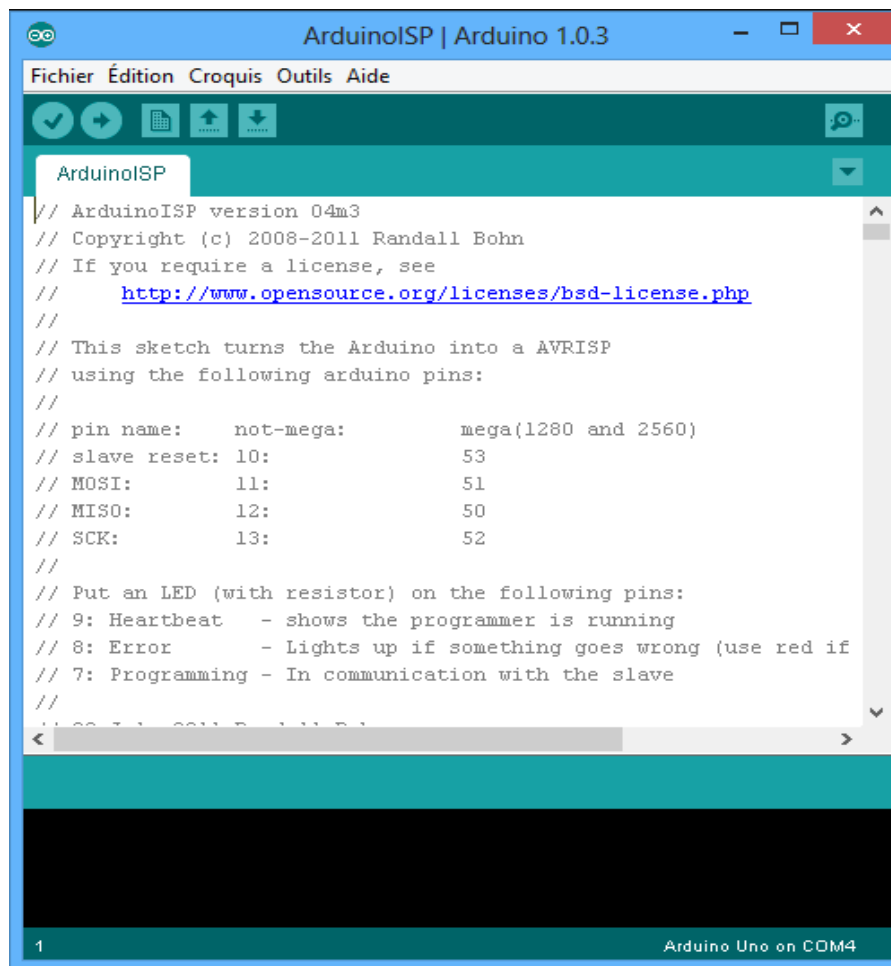 ArduinoISP | Arduino 1.0.3
Fichier Édition Croquis Outils Aide
ArduinoISP
// ArduinoISP version 04m3
// Copyright (c) 2008-2011 Randall Bohn
// If you require a license, see
//     http://www.opensource.org/licenses/bsd-license.php
//
// This sketch turns the Arduino into a AVRISP
// using the following arduino pins:
//
// pin name:    not-mega:         mega(1280 and 2560)
// slave reset: 10:               53
// MOSI:        11:               51
// MISO:        12:               50
// SCK:         13:               52
//
// Put an LED (with resistor) on the following pins:
// 9: Heartbeat   - shows the programmer is running
// 8: Error       - Lights up if something goes wrong (use red if
// 7: Programming - In communication with the slave
//
1
Arduino Uno on COM4